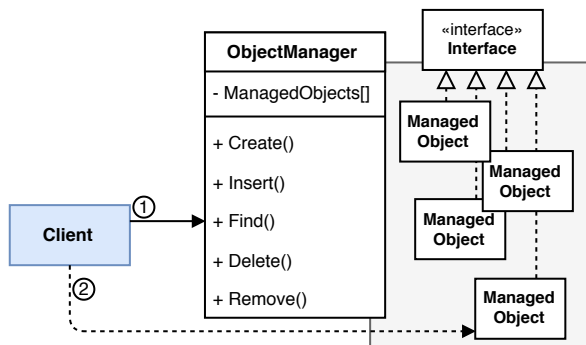 ObjectManager
- ManagedObjects[]
+ Create()
+ Insert()
+ Find()
+ Delete()
+ Remove()
«interface»
Interface
Managed
Object
Managed
Object
Managed
Object
Managed
Object
Client
1
2